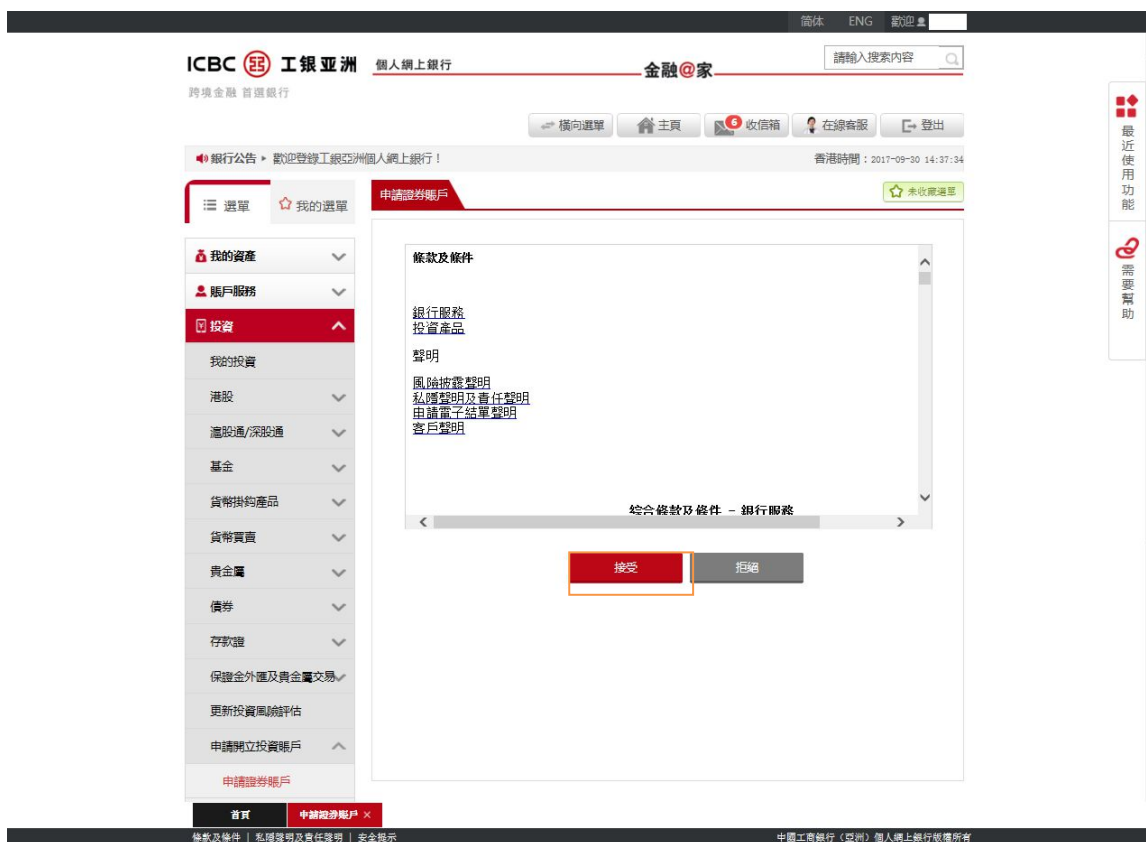 简体 ENG 歡迎
ICBC 工银亚洲 個人網上銀行
金融@家
請輸入搜索内容
跨境金融 首選銀行
橫向選單 主頁 6 收信箱 在線客服 登出
銀行公告 歡迎登錄工銀亞洲個人網上銀行！ 香港時間：2017-09-30 14:37:34
最近使用功能
需要幫助
選單 我的選單
申請證券賬戶 未收藏選單
我的資產
賬戶服務
投資
我的投資
港股
滬股通/深股通
基金
貨幣掛鈎產品
貨幣買賣
貴金屬
債券
存款證
保證金外匯及貴金屬交易
更新投資風險評估
申請開立投資賬戶
申請證券賬戶
條款及條件
銀行服務
投資產品
聲明
風險披露聲明
私隱聲明及責任聲明
申請電子結單聲明
客戶聲明
綜合條款及條件 - 銀行服務
接受 拒絕
首頁 申請證券賬戶 ×
條款及條件 | 私隱聲明及責任聲明 | 安全提示 中國工商銀行（亞洲）個人網上銀行版權所有